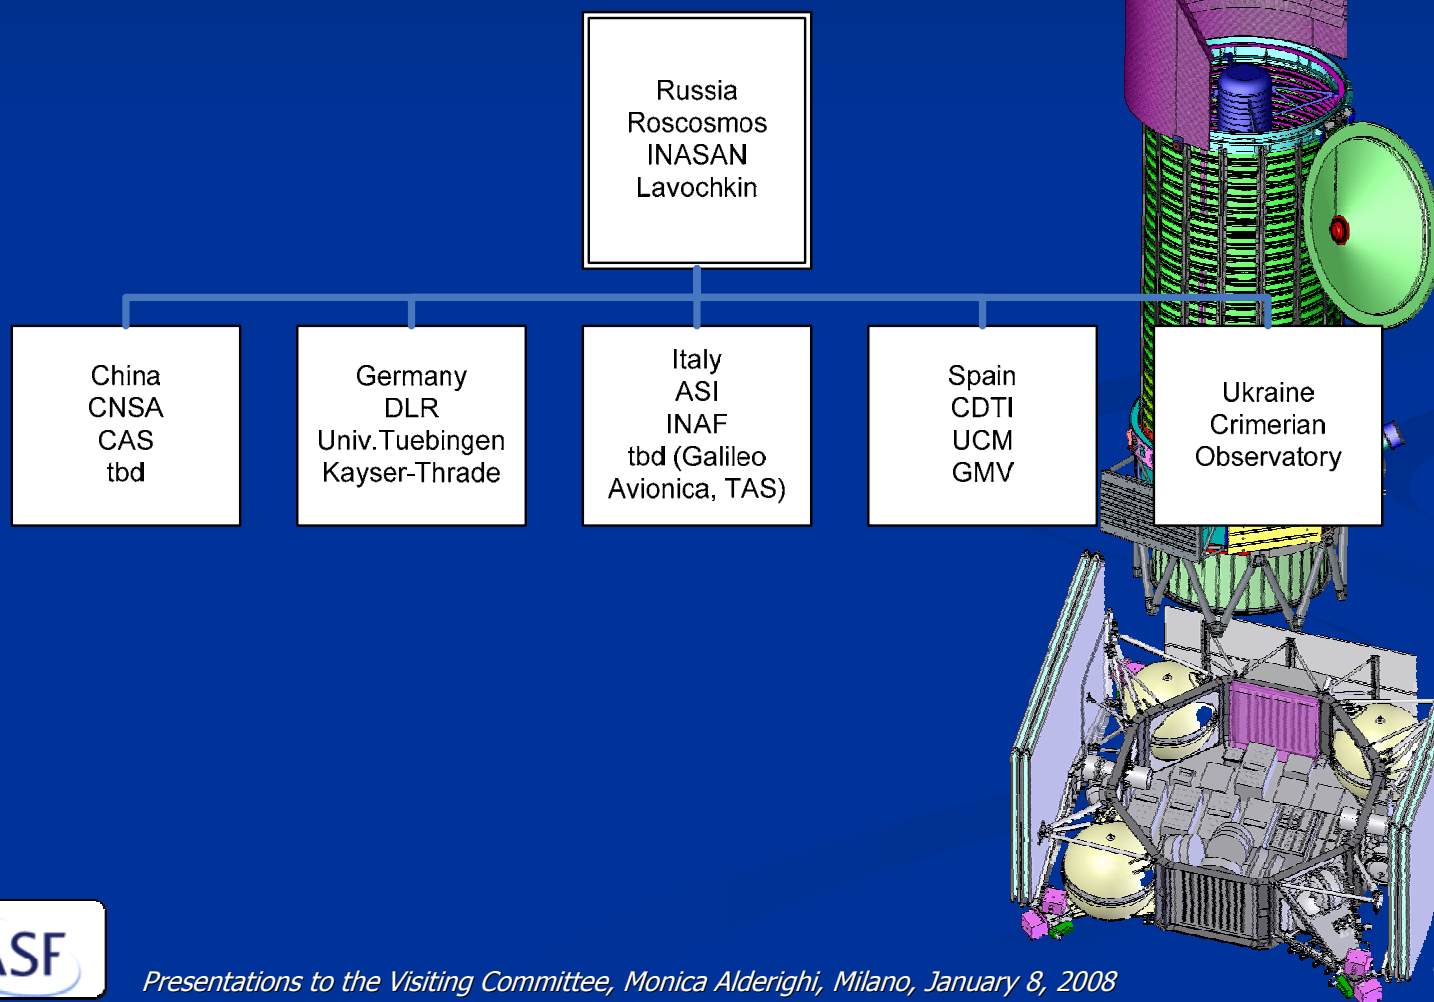 Russia
Roscosmos
INASAN
Lavochkin
China
CNSA
CAS
tbd
Germany
DLR
Univ.Tuebingen
Kayser-Thrade
Italy
ASI
INAF
tbd (Galileo
Avionica, TAS)
Spain
CDTI
UCM
GMV
Ukraine
Crimerian
Observatory
ASF
Presentations to the Visiting Committee, Monica Alderighi, Milano, January 8, 2008